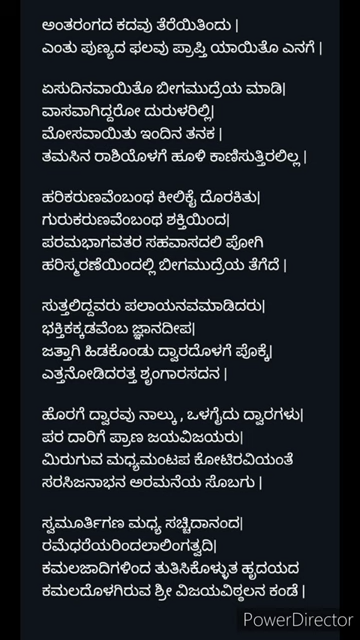 ಅಂತರಂಗದ ಕದವು ತೆರೆಯಿತಿಂದು |
ಎಂತು ಪುಣ್ಯದ ಫಲವು ಪ್ರಾಪ್ತಿ ಯಾಯಿತೊ ಎನಗೆ |
ಏಸುದಿನವಾಯಿತೊ ಬೀಗಮುದ್ರೆಯ ಮಾಡಿ|
ವಾಸವಾಗಿದ್ದರೋ ದುರುಳರಿಲ್ಲಿ|
ಮೋಸವಾಯಿತು ಇಂದಿನ ತನಕ |
ತಮಸಿನ ರಾಶಿಯೊಳಗೆ ಹೂಳಿ ಕಾಣಿಸುತ್ತಿರಲಿಲ್ಲ |
ಹರಿಕರುಣವೆಂಬಂಥ ಕೀಲಿಕೈ ದೊರಕಿತು|
ಗುರುಕರುಣವೆಂಬಂಥ ಶಕ್ತಿಯಿಂದ|
ಪರಮಭಾಗವತರ ಸಹವಾಸದಲಿ ಪೋಗಿ
ಹರಿಸ್ಮರಣೆಯಿಂದಲ್ಲಿ ಬೀಗಮುದ್ರೆಯ ತೆಗೆದೆ |
ಸುತ್ತಲಿದ್ದವರು ಪಲಾಯನವಮಾಡಿದರು|
ಭಕ್ತಿಕಕ್ಕಡವೆಂಬ ಜ್ಞಾನದೀಪ|
ಜತ್ತಾಗಿ ಹಿಡಕೊಂಡು ದ್ವಾರದೊಳಗೆ ಪೊಕ್ಕೆ|
ಎತ್ತನೋಡಿದರತ್ತ ಶೃಂಗಾರಸದನ |
ಹೊರಗೆ ದ್ವಾರವು ನಾಲ್ಕು , ಒಳಗೈದು ದ್ವಾರಗಳು|
ಪರ ದಾರಿಗೆ ಪ್ರಾಣ ಜಯವಿಜಯರು|
ಮಿರುಗುವ ಮಧ್ಯಮಂಟಪ ಕೋಟಿರವಿಯಂತೆ
ಸರಸಿಜನಾಭನ ಅರಮನೆಯ ಸೊಬಗು |
ಸ್ವಮೂರ್ತಿಗಣ ಮಧ್ಯ ಸಚ್ಚಿದಾನಂದ|
ರಮೆಧರೆಯರಿಂದಲಾಲಿಂಗತ್ವದಿ|
ಕಮಲಜಾದಿಗಳಿಂದ ತುತಿಸಿಕೊಳ್ಳುತ ಹೃದಯದ
ಕಮಲದೊಳಗಿರುವ ಶ್ರೀ ವಿಜಯವಿಠ್ಠಲನ ಕಂಡೆ |
PowerDirector